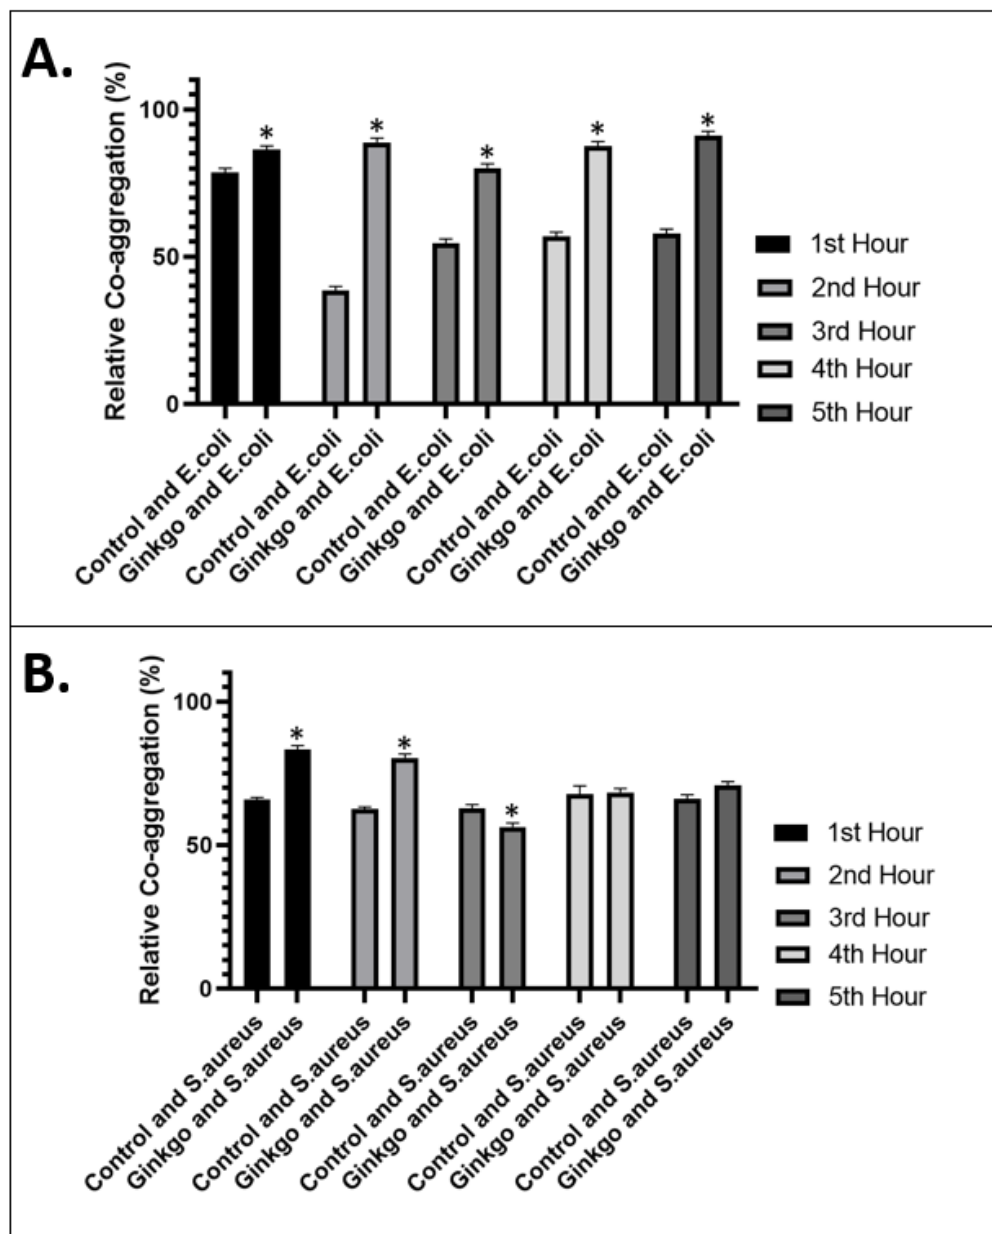 A.
Relative Co-aggregation (%)
100
50
0
*
*
*
*
*
Control and E.coli
Ginkgo and E.coli
Control and E.coli
Ginkgo and E.coli
Control and E.coli
Ginkgo and E.coli
Control and E.coli
Ginkgo and E.coli
Control and E.coli
Ginkgo and E.coli
1st Hour
2nd Hour
3rd Hour
4th Hour
5th Hour
B.
Relative Co-aggregation (%)
100
50
0
*
*
*
Control and S.aureus
Ginkgo and S.aureus
Control and S.aureus
Ginkgo and S.aureus
Control and S.aureus
Ginkgo and S.aureus
Control and S.aureus
Ginkgo and S.aureus
Control and S.aureus
Ginkgo and S.aureus
1st Hour
2nd Hour
3rd Hour
4th Hour
5th Hour